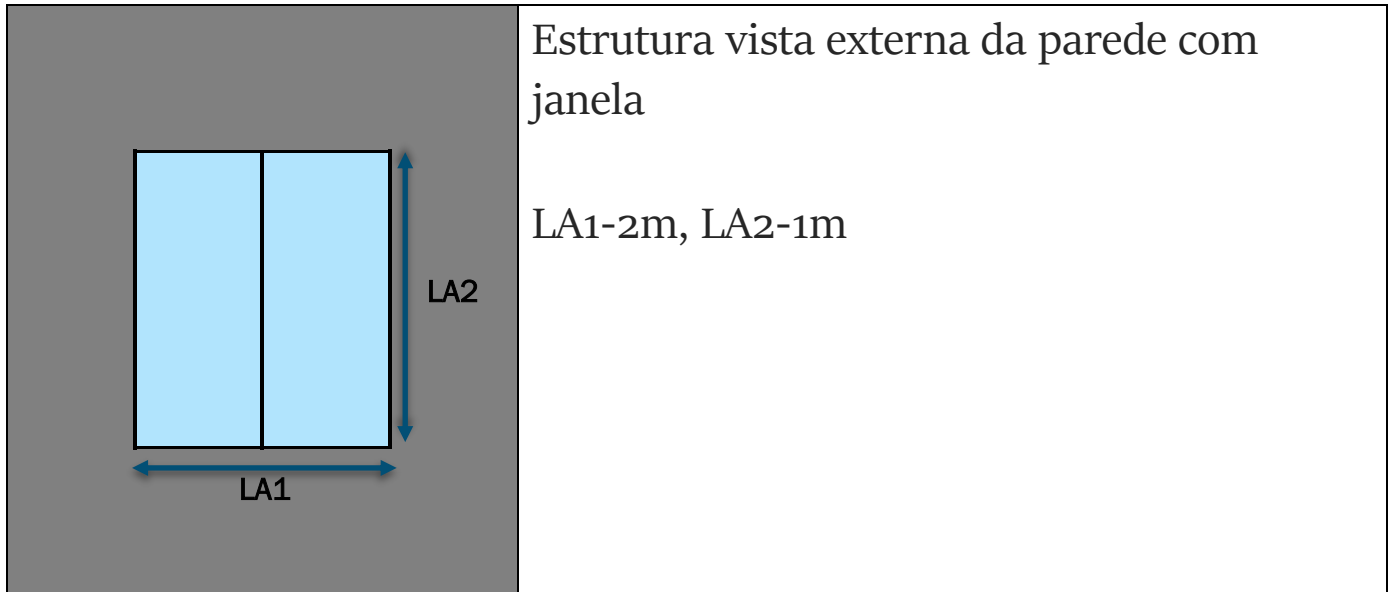 Estrutura vista externa da parede com
janela
LA1-2m, LA2-1m
LA2
LA1